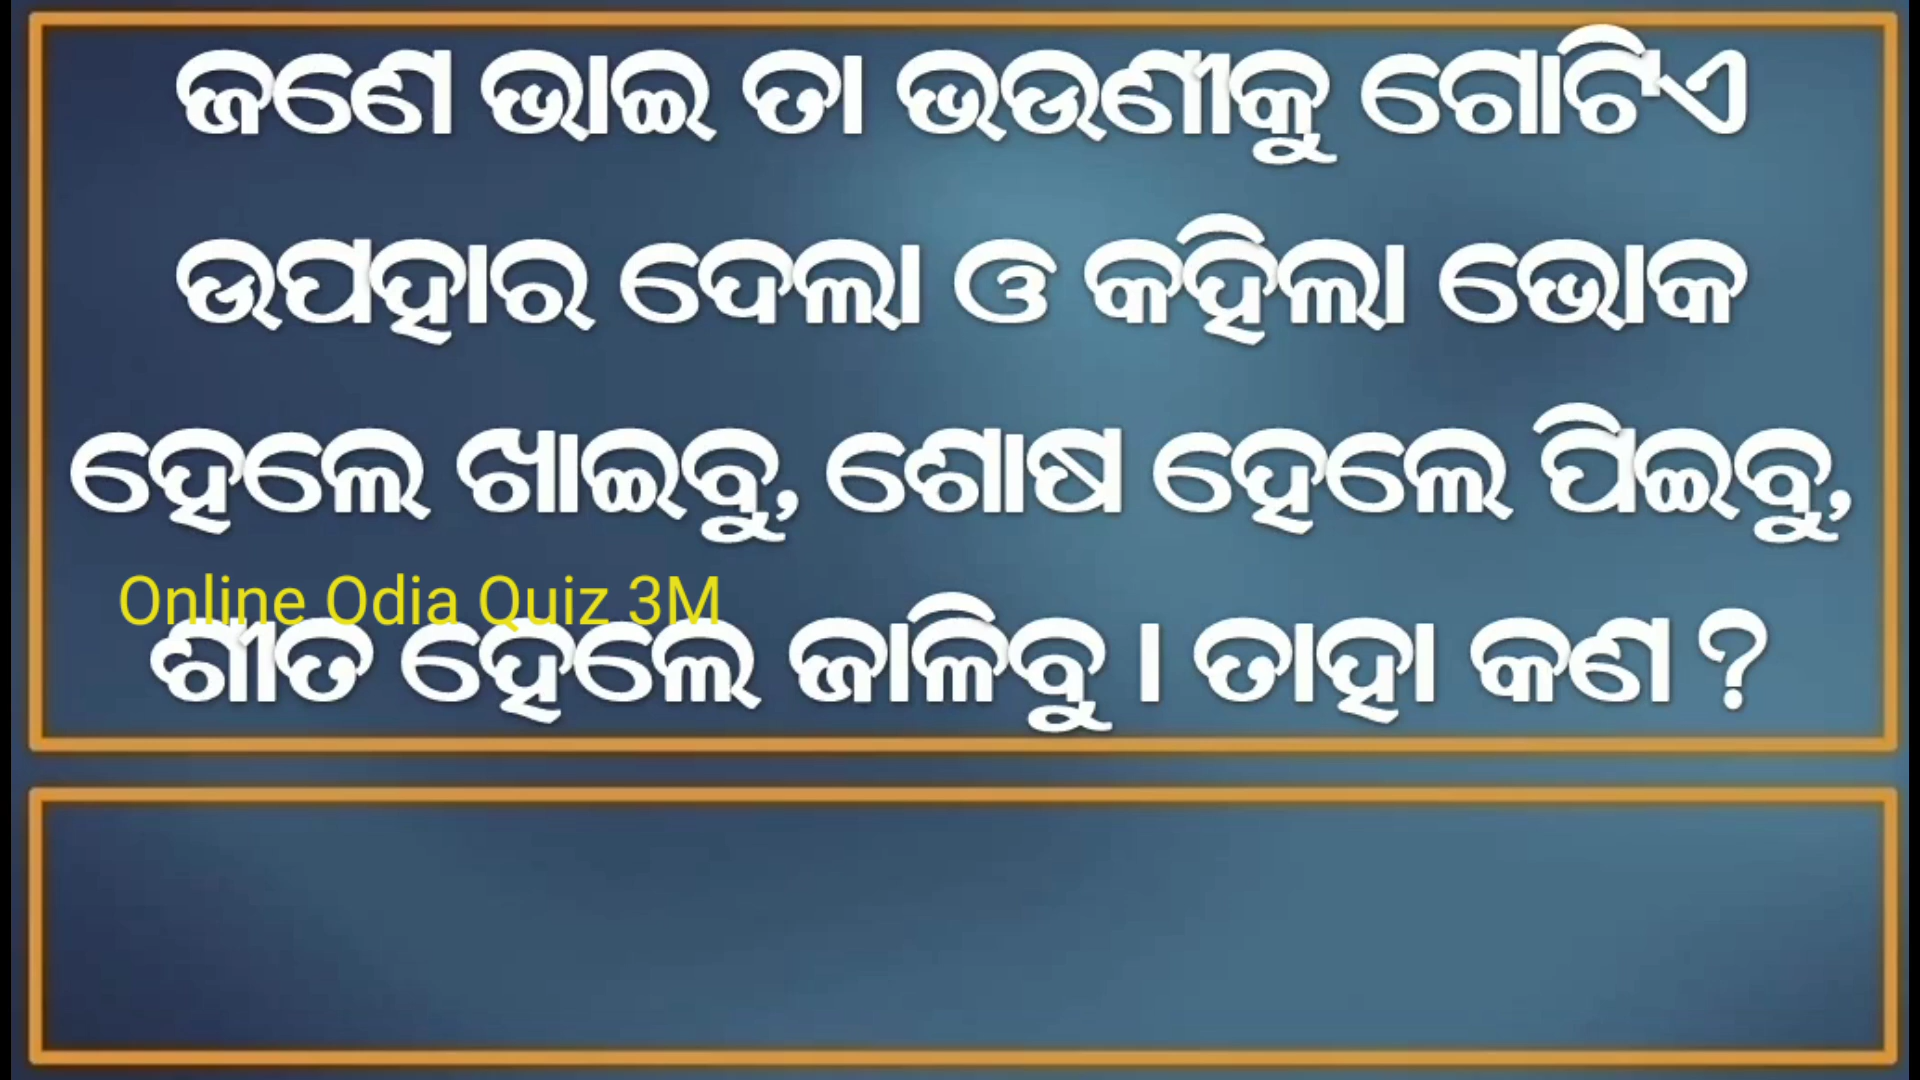 ଜଣେ ଭାଇ ତା ଭଉଣୀକୁ ଗୋଟିଏ
ଉପହାର ଦେଲା ଓ କହିଲା ଭୋକ
ହେଲେ ଖାଇବୁ, ଶୋଷ ହେଲେ ପିଇବୁ,
Online Odia Quiz 3M
ଶୀତ ହେଲେ ଜାଳିବୁ । ତାହା କଣ ?